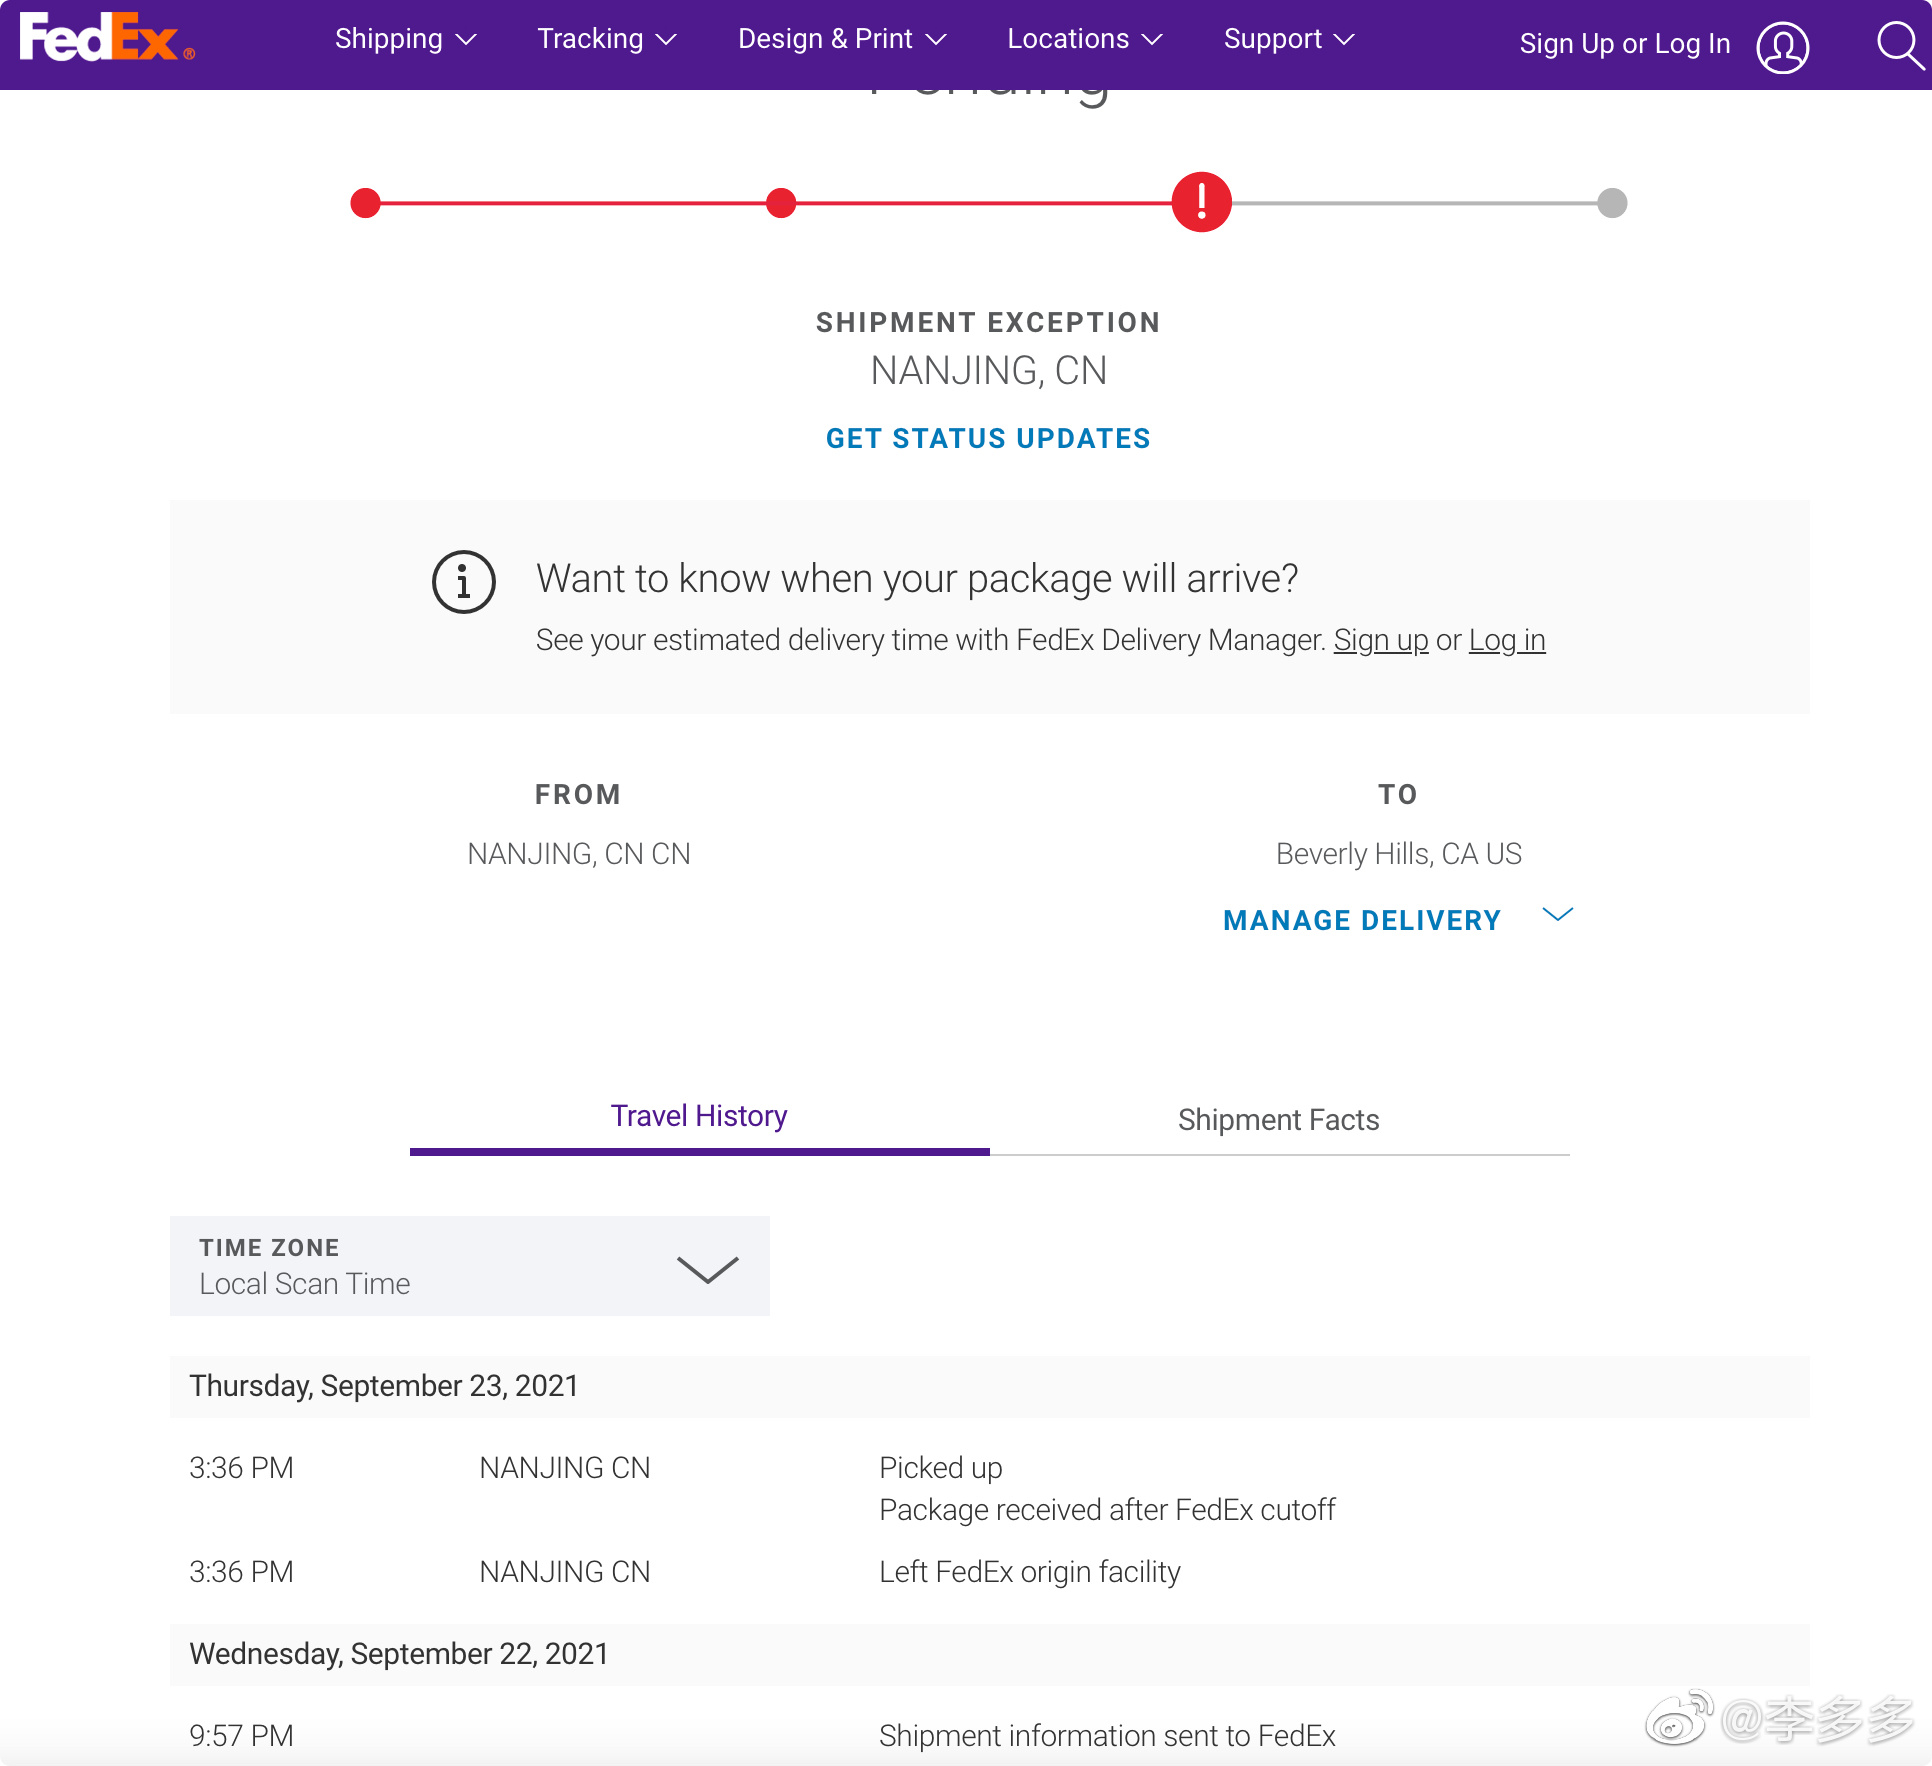 FedEx®
Shipping
Tracking
Design & Print
Locations
Support
Sign Up or Log In
Pending
SHIPMENT EXCEPTION
NANJING, CN
GET STATUS UPDATES
Want to know when your package will arrive?
See your estimated delivery time with FedEx Delivery Manager. Sign up or Log in
FROM
NANJING, CN CN
TO
Beverly Hills, CA US
MANAGE DELIVERY
Travel History
Shipment Facts
TIME ZONE
Local Scan Time
Thursday, September 23, 2021
3:36 PM NANJING CN Picked up
Package received after FedEx cutoff
3:36 PM NANJING CN Left FedEx origin facility
Wednesday, September 22, 2021
9:57 PM Shipment information sent to FedEx
@李多多